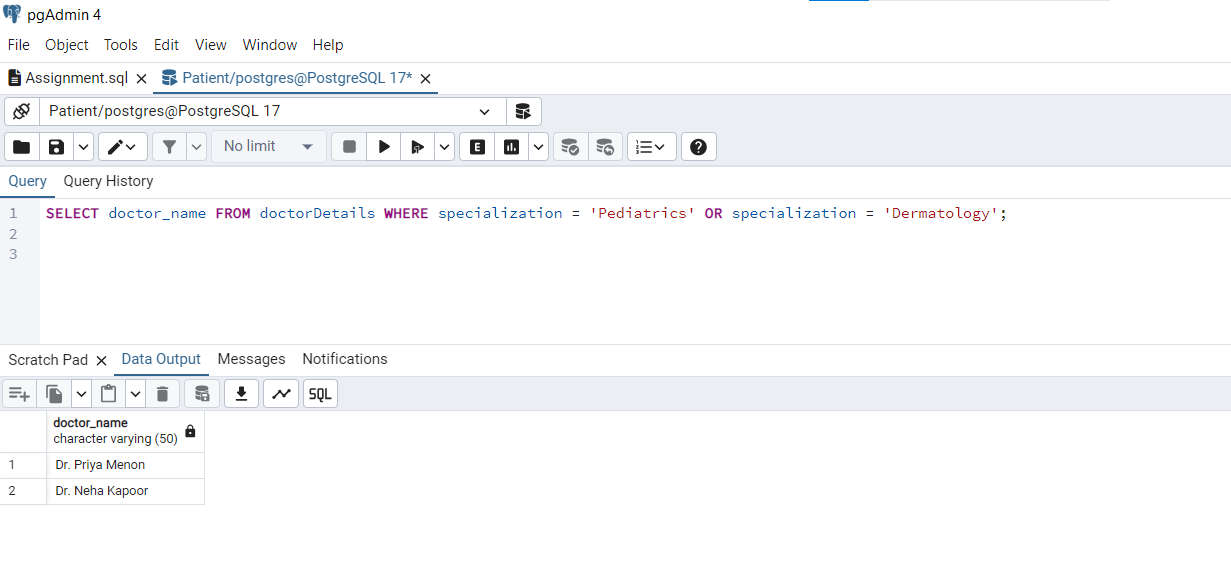 pgAdmin 4
File Object Tools Edit View Window Help
Assignment.sql Patient/postgres@PostgreSQL 17*
Patient/postgres@PostgreSQL 17
No limit E
Query Query History
1 SELECT doctor_name FROM doctorDetails WHERE specialization = 'Pediatrics' OR specialization = 'Dermatology';
2
3
Scratch Pad Data Output Messages Notifications
SQL
doctor_name
character varying (50)
1 Dr. Priya Menon
2 Dr. Neha Kapoor